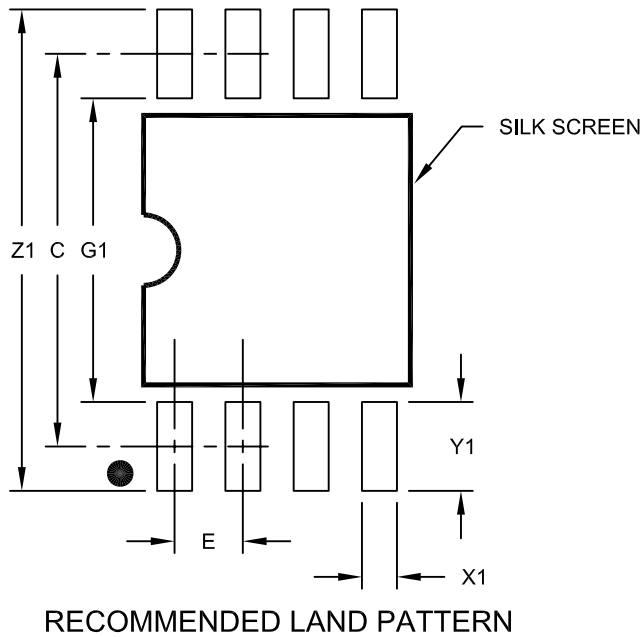 SILK SCREEN
Z1
C
G1
Y1
E
X1
RECOMMENDED LAND PATTERN